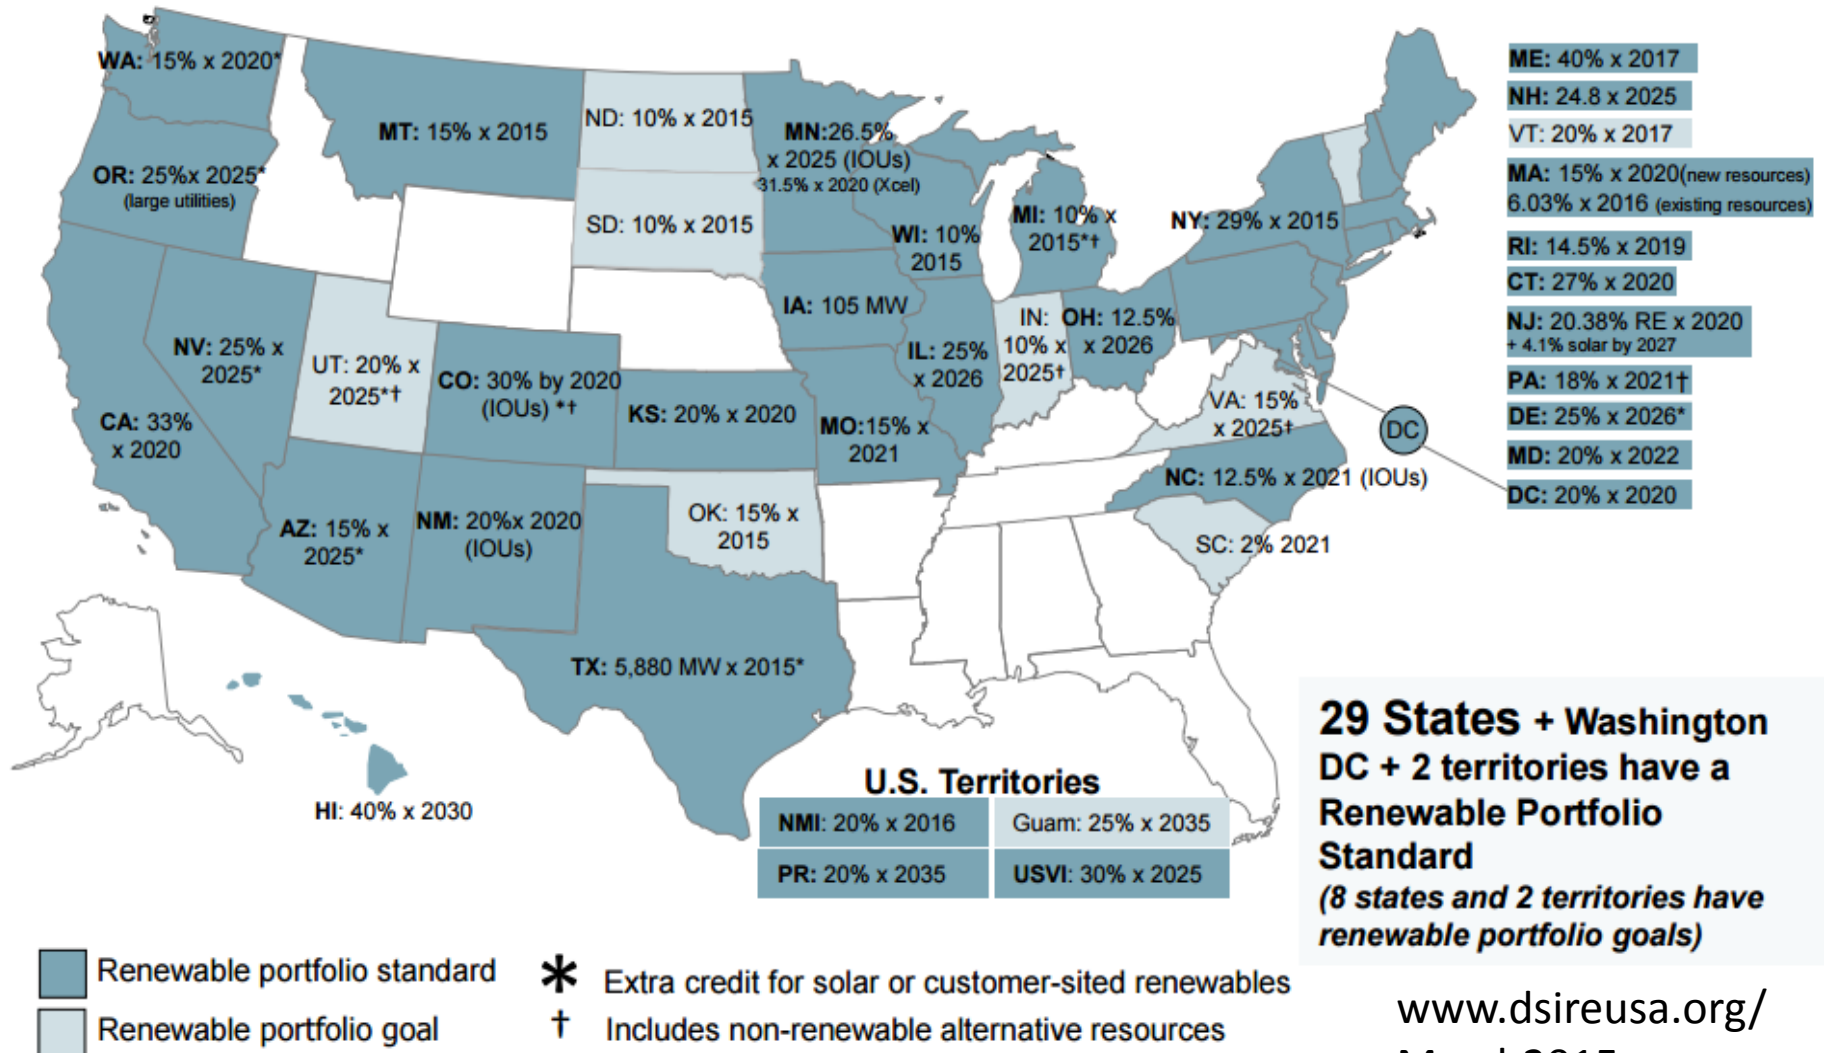 WA: 15% x 2020*
MT: 15% x 2015
ND: 10% x 2015
MN:26.5%
x 2025 (IOUs)
31.5% x 2020 (Xcel)
OR: 25%x 2025*
(large utilities)
SD: 10% x 2015
WI: 10%
2015
MI: 10% x
2015*†
NY: 29% x 2015
IA: 105 MW
NV: 25% x
2025*
UT: 20% x
2025*†
CO: 30% by 2020
(IOUs) *†
KS: 20% x 2020
MO:15% x
2021
IL: 25%
x 2026
IN:
10% x
2025†
OH: 12.5%
x 2026
VA: 15%
x 2025†
DC
CA: 33%
x 2020
NC: 12.5% x 2021 (IOUs)
AZ: 15% x
2025*
NM: 20%x 2020
(IOUs)
OK: 15% x
2015
SC: 2% 2021
TX: 5,880 MW x 2015*
HI: 40% x 2030
ME: 40% x 2017
NH: 24.8 x 2025
VT: 20% x 2017
MA: 15% x 2020(new resources)
6.03% x 2016 (existing resources)
RI: 14.5% x 2019
CT: 27% x 2020
NJ: 20.38% RE x 2020
+ 4.1% solar by 2027
PA: 18% x 2021†
DE: 25% x 2026*
MD: 20% x 2022
DC: 20% x 2020
U.S. Territories
NMI: 20% x 2016
Guam: 25% x 2035
PR: 20% x 2035
USVI: 30% x 2025
29 States + Washington
DC + 2 territories have a
Renewable Portfolio
Standard
(8 states and 2 territories have
renewable portfolio goals)
Renewable portfolio standard
* Extra credit for solar or customer-sited renewables
Renewable portfolio goal
† Includes non-renewable alternative resources
www.dsireusa.org/